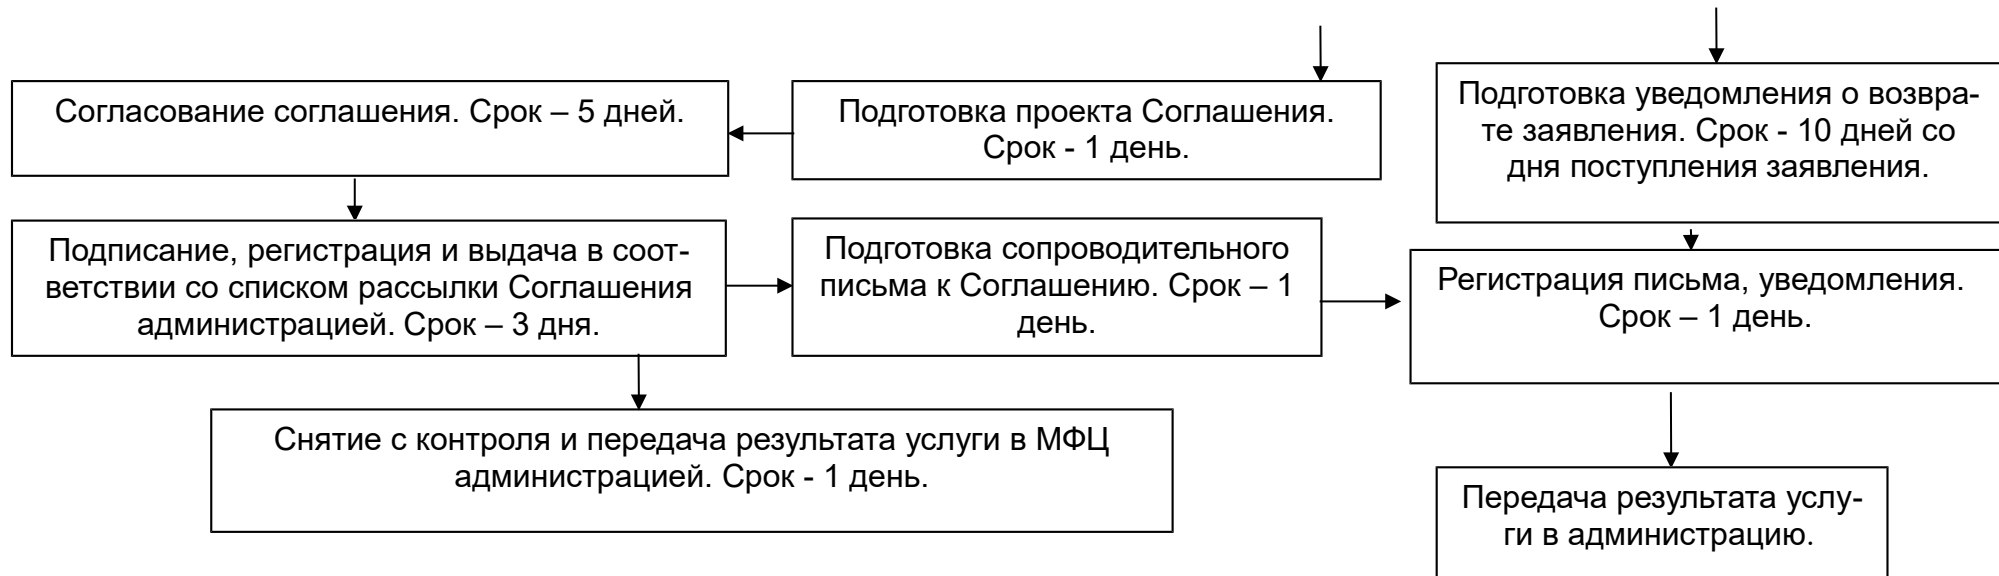 Согласование соглашения. Срок – 5 дней.
Подготовка проекта Соглашения.
Срок - 1 день.
Подготовка уведомления о возвра-
те заявления. Срок - 10 дней со
дня поступления заявления.
Подписание, регистрация и выдача в соот-
ветствии со списком рассылки Соглашения
администрацией. Срок – 3 дня.
Подготовка сопроводительного
письма к Соглашению. Срок – 1
день.
Регистрация письма, уведомления.
Срок – 1 день.
Снятие с контроля и передача результата услуги в МФЦ
администрацией. Срок - 1 день.
Передача результата услу-
ги в администрацию.